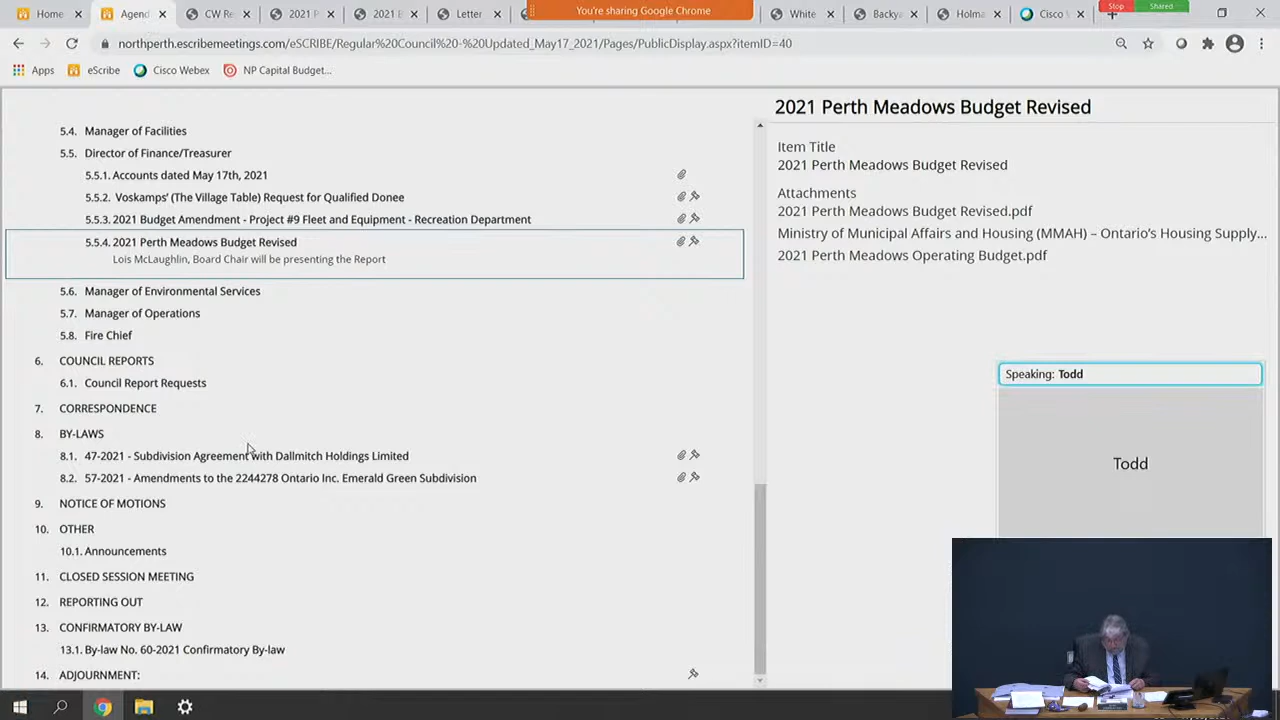 Home
Agend
CW Re
2021 P
2021 B
Letter
You're sharing Google Chrome
White
Backya
Holma
Cisco W
Stop
Shared
northperth.escribemeetings.com/eSCRIBE/Regular%20Council%20-%20Updated_May17_2021/Pages/PublicDisplay.aspx?itemID=40
Apps
eScribe
Cisco Webex
NP Capital Budget...
5.4. Manager of Facilities
5.5. Director of Finance/Treasurer
5.5.1. Accounts dated May 17th, 2021
5.5.2. Voskamps' (The Village Table) Request for Qualified Donee
5.5.3. 2021 Budget Amendment - Project #9 Fleet and Equipment - Recreation Department
5.5.4. 2021 Perth Meadows Budget Revised
Lois McLaughlin, Board Chair will be presenting the Report
5.6. Manager of Environmental Services
5.7. Manager of Operations
5.8. Fire Chief
6. COUNCIL REPORTS
6.1. Council Report Requests
7. CORRESPONDENCE
8. BY-LAWS
8.1. 47-2021 - Subdivision Agreement with Dallmitch Holdings Limited
8.2. 57-2021 - Amendments to the 2244278 Ontario Inc. Emerald Green Subdivision
9. NOTICE OF MOTIONS
10. OTHER
10.1. Announcements
11. CLOSED SESSION MEETING
12. REPORTING OUT
13. CONFIRMATORY BY-LAW
13.1. By-law No. 60-2021 Confirmatory By-law
14. ADJOURNMENT:
2021 Perth Meadows Budget Revised
Item Title
2021 Perth Meadows Budget Revised
Attachments
2021 Perth Meadows Budget Revised.pdf
Ministry of Municipal Affairs and Housing (MMAH) – Ontario's Housing Supply...
2021 Perth Meadows Operating Budget.pdf
Speaking: Todd
Todd